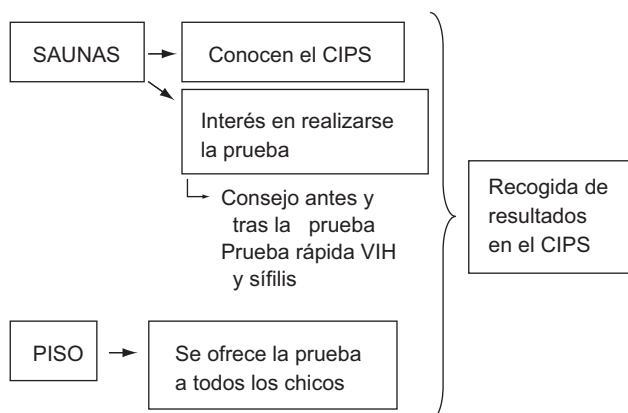 SAUNAS
Conocen el CIPS
Interés en realizarse
la prueba
Consejo antes y
tras la prueba
Prueba rápida VIH
y sífilis
PISO
Se ofrece la prueba
a todos los chicos
Recogida de
resultados
en el CIPS